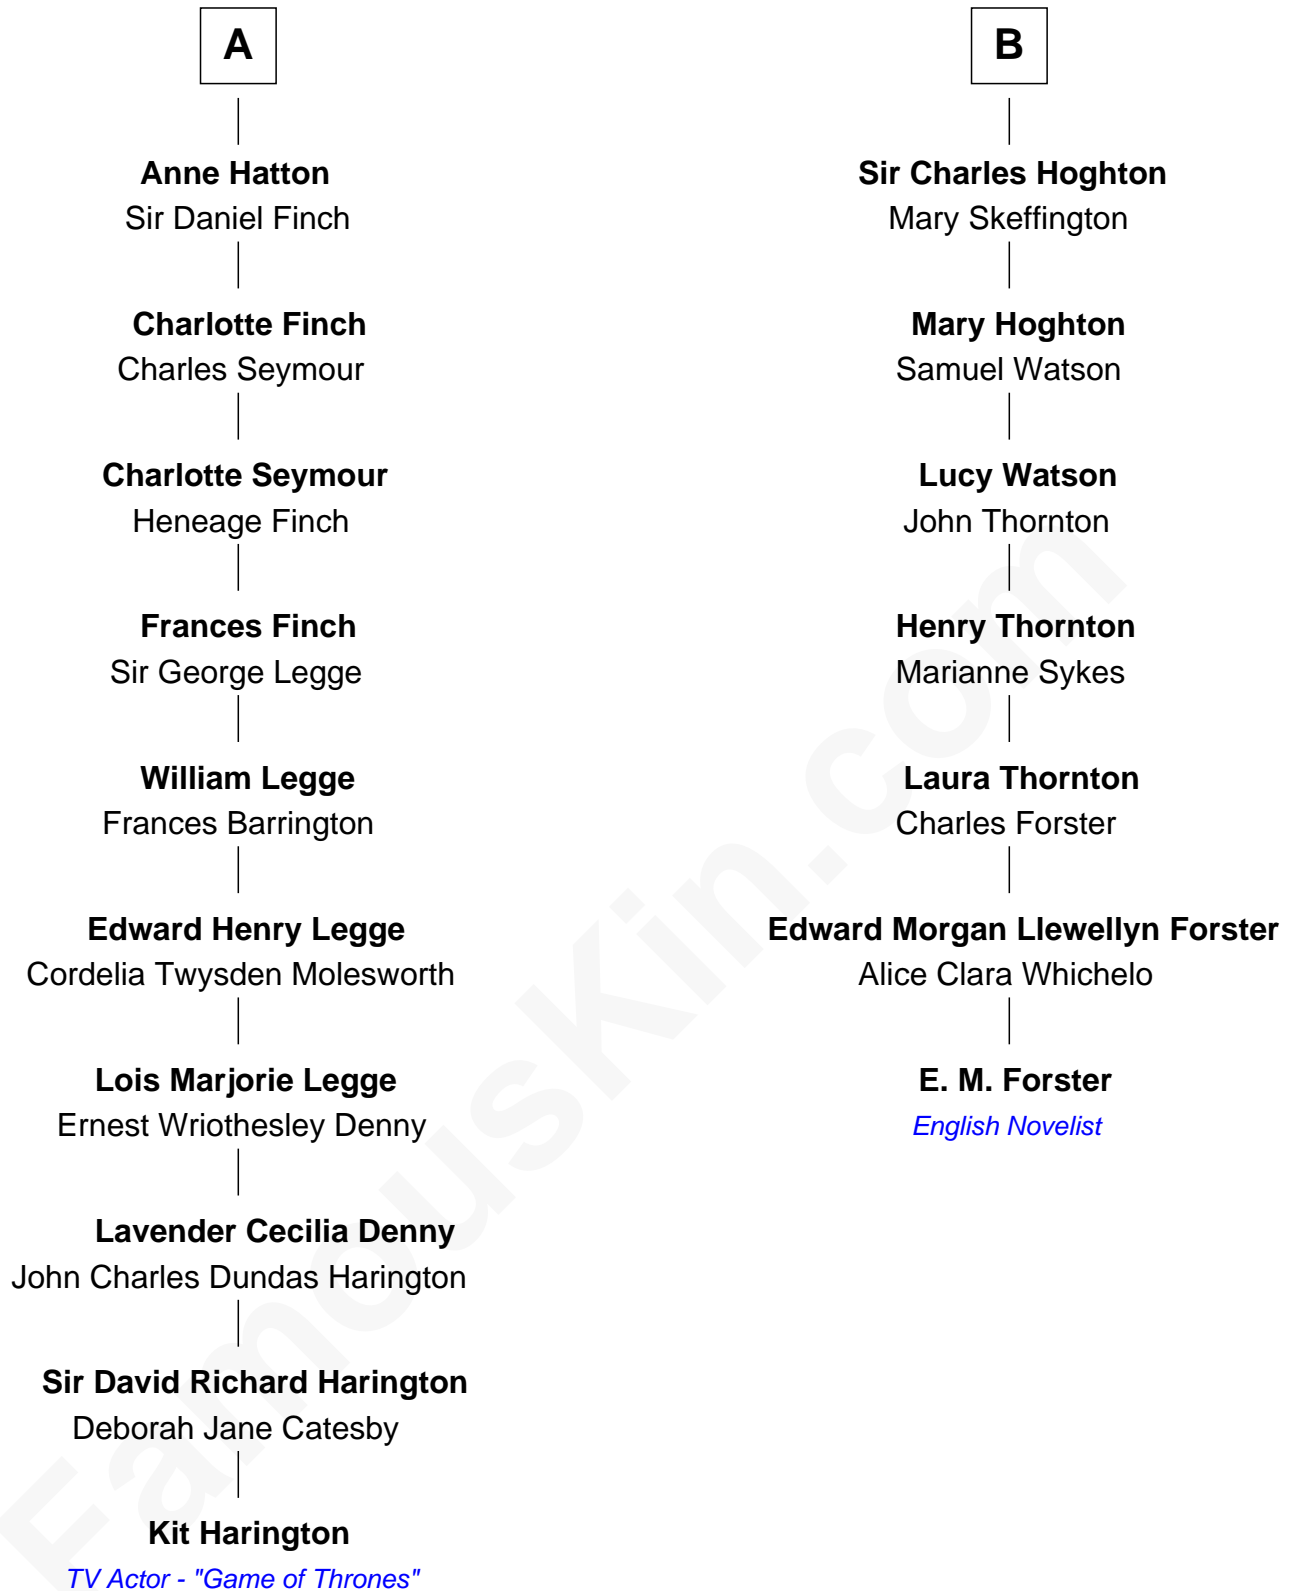 A
Anne Hatton
Sir Daniel Finch
Charlotte Finch
Charles Seymour
Charlotte Seymour
Heneage Finch
Frances Finch
Sir George Legge
William Legge
Frances Barrington
Edward Henry Legge
Cordelia Twysden Molesworth
Lois Marjorie Legge
Ernest Wriothesley Denny
Lavender Cecilia Denny
John Charles Dundas Harington
Sir David Richard Harington
Deborah Jane Catesby
Kit Harington
TV Actor - "Game of Thrones"
B
Sir Charles Hoghton
Mary Skeffington
Mary Hoghton
Samuel Watson
Lucy Watson
John Thornton
Henry Thornton
Marianne Sykes
Laura Thornton
Charles Forster
Edward Morgan Llewellyn Forster
Alice Clara Whichelo
E. M. Forster
English Novelist
FamousKin.com